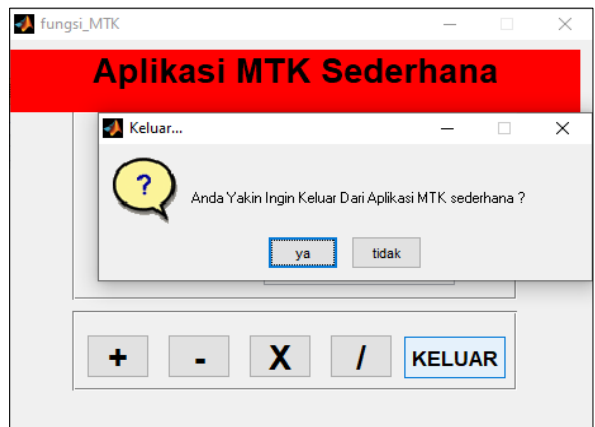 fungsi_MTK
Aplikasi MTK Sederhana
Keluar...
?
Anda Yakin Ingin Keluar Dari Aplikasi MTK sederhana ?
ya tidak
+ - X / KELUAR